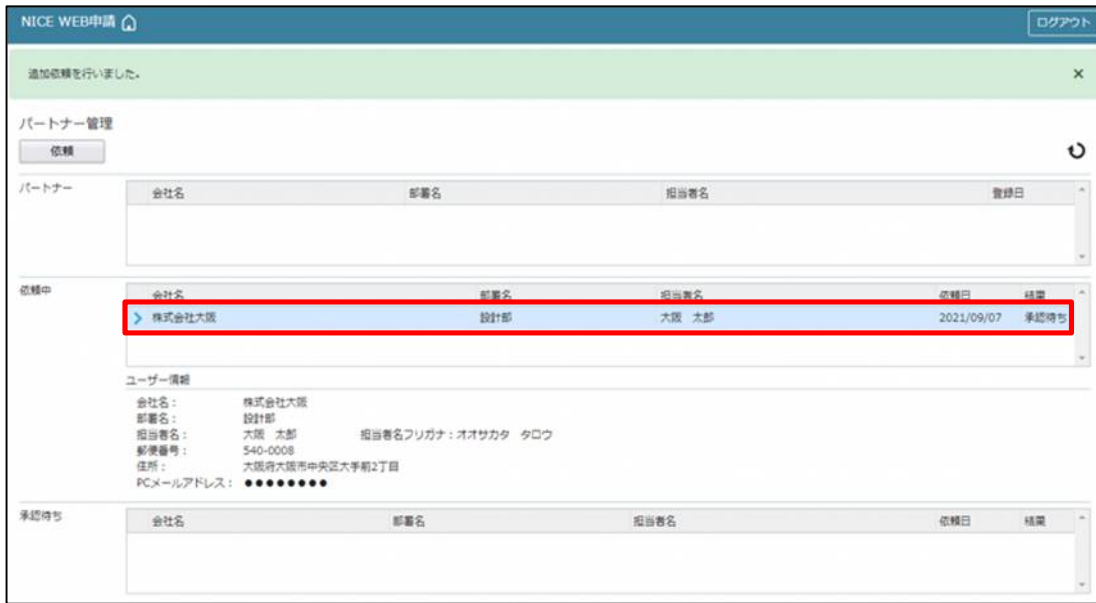 NICE WEB申請 ログアウト
追加依頼を行いました。 ×
パートナー管理
依頼
パートナー 会社名 部署名 担当者名 登録日
依頼中 会社名 部署名 担当者名 依頼日 結果
株式会社大阪 設計部 大阪 太郎 2021/09/07 承認待ち
ユーザー情報
会社名： 株式会社大阪
部署名： 設計部
担当者名： 大阪 太郎 担当者名フリガナ：オオサカタ タロウ
郵便番号： 540-0008
住所： 大阪府大阪市中央区大手前2丁目
PCメールアドレス： ●●●●●●●●
承認待ち 会社名 部署名 担当者名 依頼日 結果